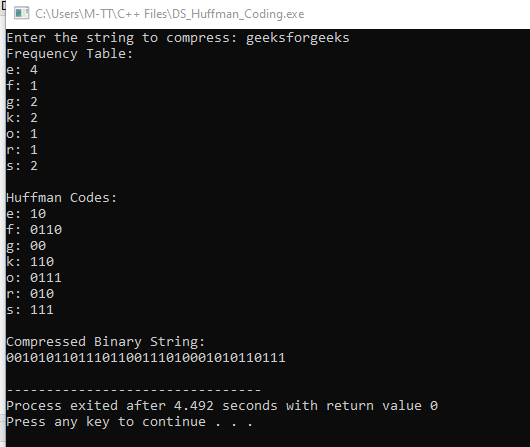 C:\Users\M-TT\C++ Files\DS_Huffman_Coding.exe
Enter the string to compress: geeksforgeeks
Frequency Table:
e: 4
f: 1
g: 2
k: 2
o: 1
r: 1
s: 2
Huffman Codes:
e: 10
f: 0110
g: 00
k: 110
o: 0111
r: 010
s: 111
Compressed Binary String:
00101011011101100111010001010110111
--------------------------------
Process exited after 4.492 seconds with return value 0
Press any key to continue . . .